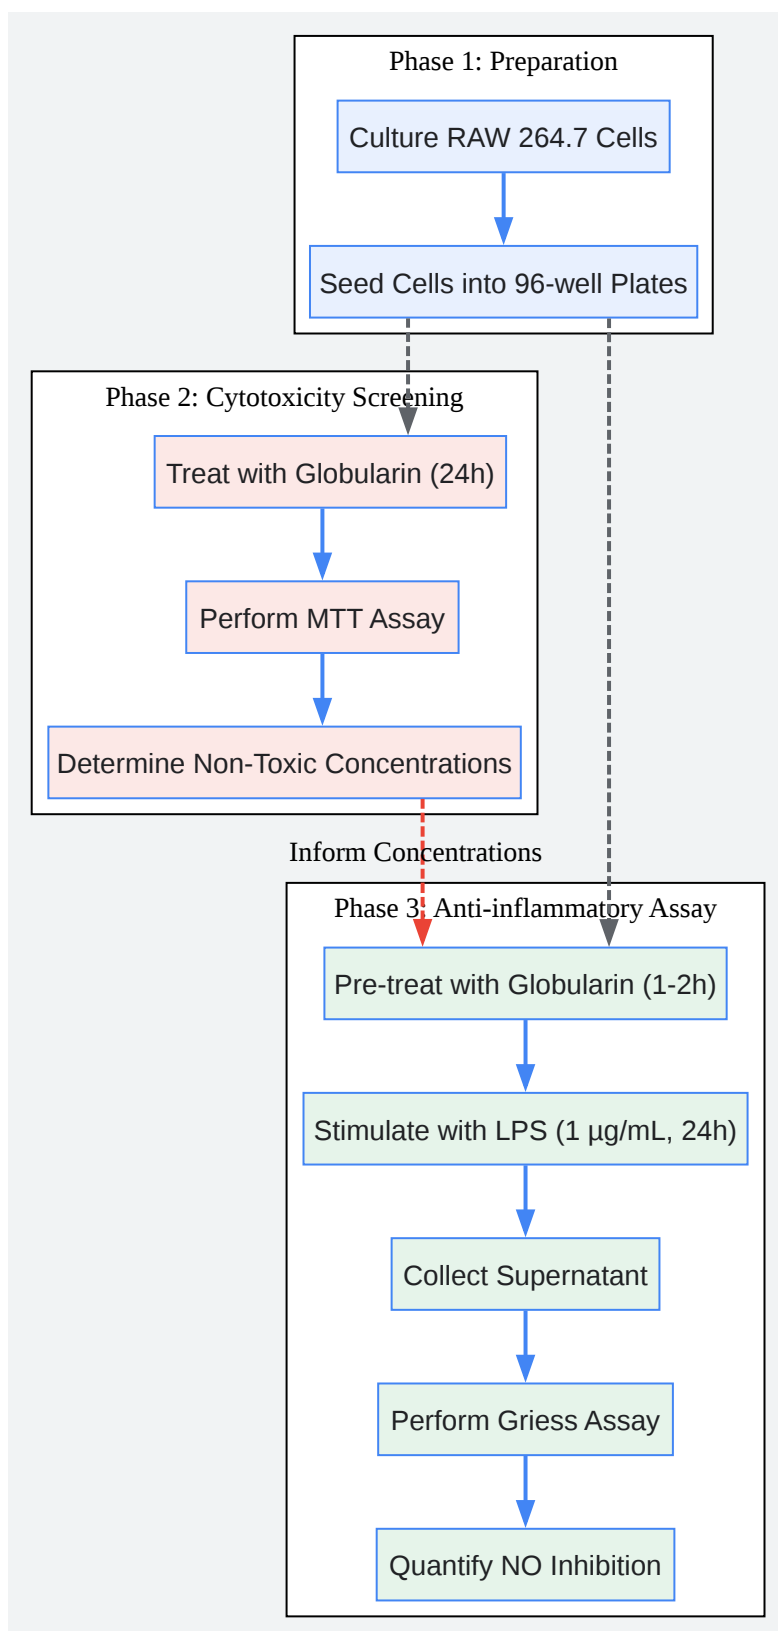 Phase 1: Preparation
Culture RAW 264.7 Cells
Seed Cells into 96-well Plates
Phase 2: Cytotoxicity Screening
Treat with Globularin (24h)
Perform MTT Assay
Determine Non-Toxic Concentrations
Inform Concentrations
Phase 3: Anti-inflammatory Assay
Pre-treat with Globularin (1-2h)
Stimulate with LPS (1 µg/mL, 24h)
Collect Supernatant
Perform Griess Assay
Quantify NO Inhibition